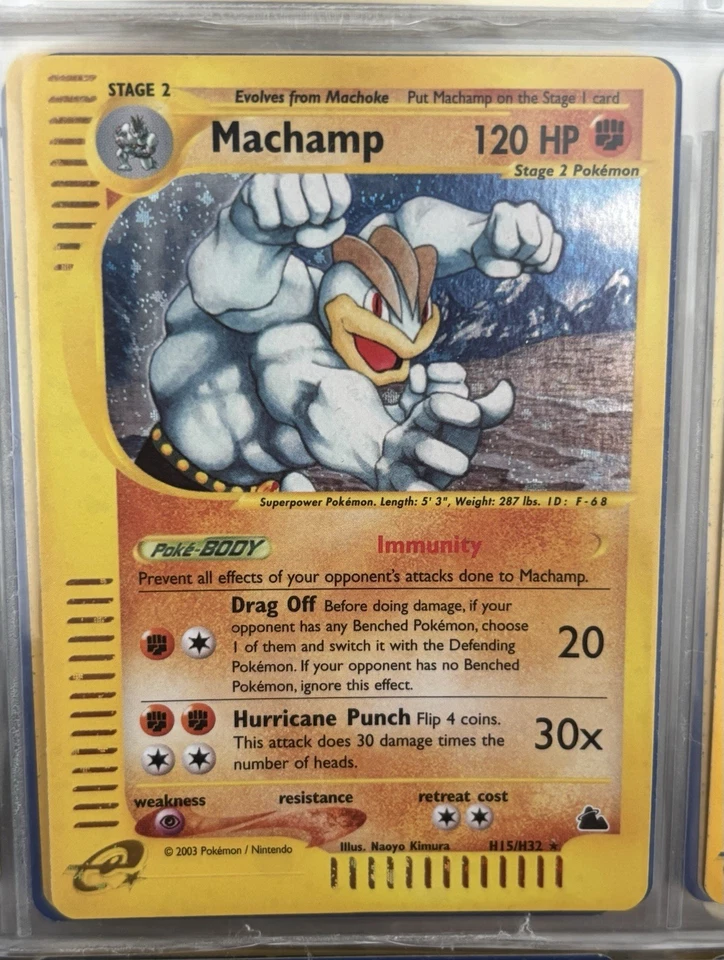 STAGE 2
Evolves from Machoke Put Machamp on the Stage 1 card
Machamp 120 HP
Stage 2 Pokémon
Superpower Pokémon. Length: 5' 3", Weight: 287 lbs. ID: F-68
Poké-BODY Immunity
Prevent all effects of your opponent's attacks done to Machamp.
Drag Off Before doing damage, if your
opponent has any Benched Pokémon, choose
1 of them and switch it with the Defending
Pokémon. If your opponent has no Benched
Pokémon, ignore this effect.
20
Hurricane Punch Flip 4 coins.
This attack does 30 damage times the
number of heads.
30x
weakness resistance retreat cost
© 2003 Pokémon / Nintendo
Illus. Naoyo Kimura
H15/H32 ★
e